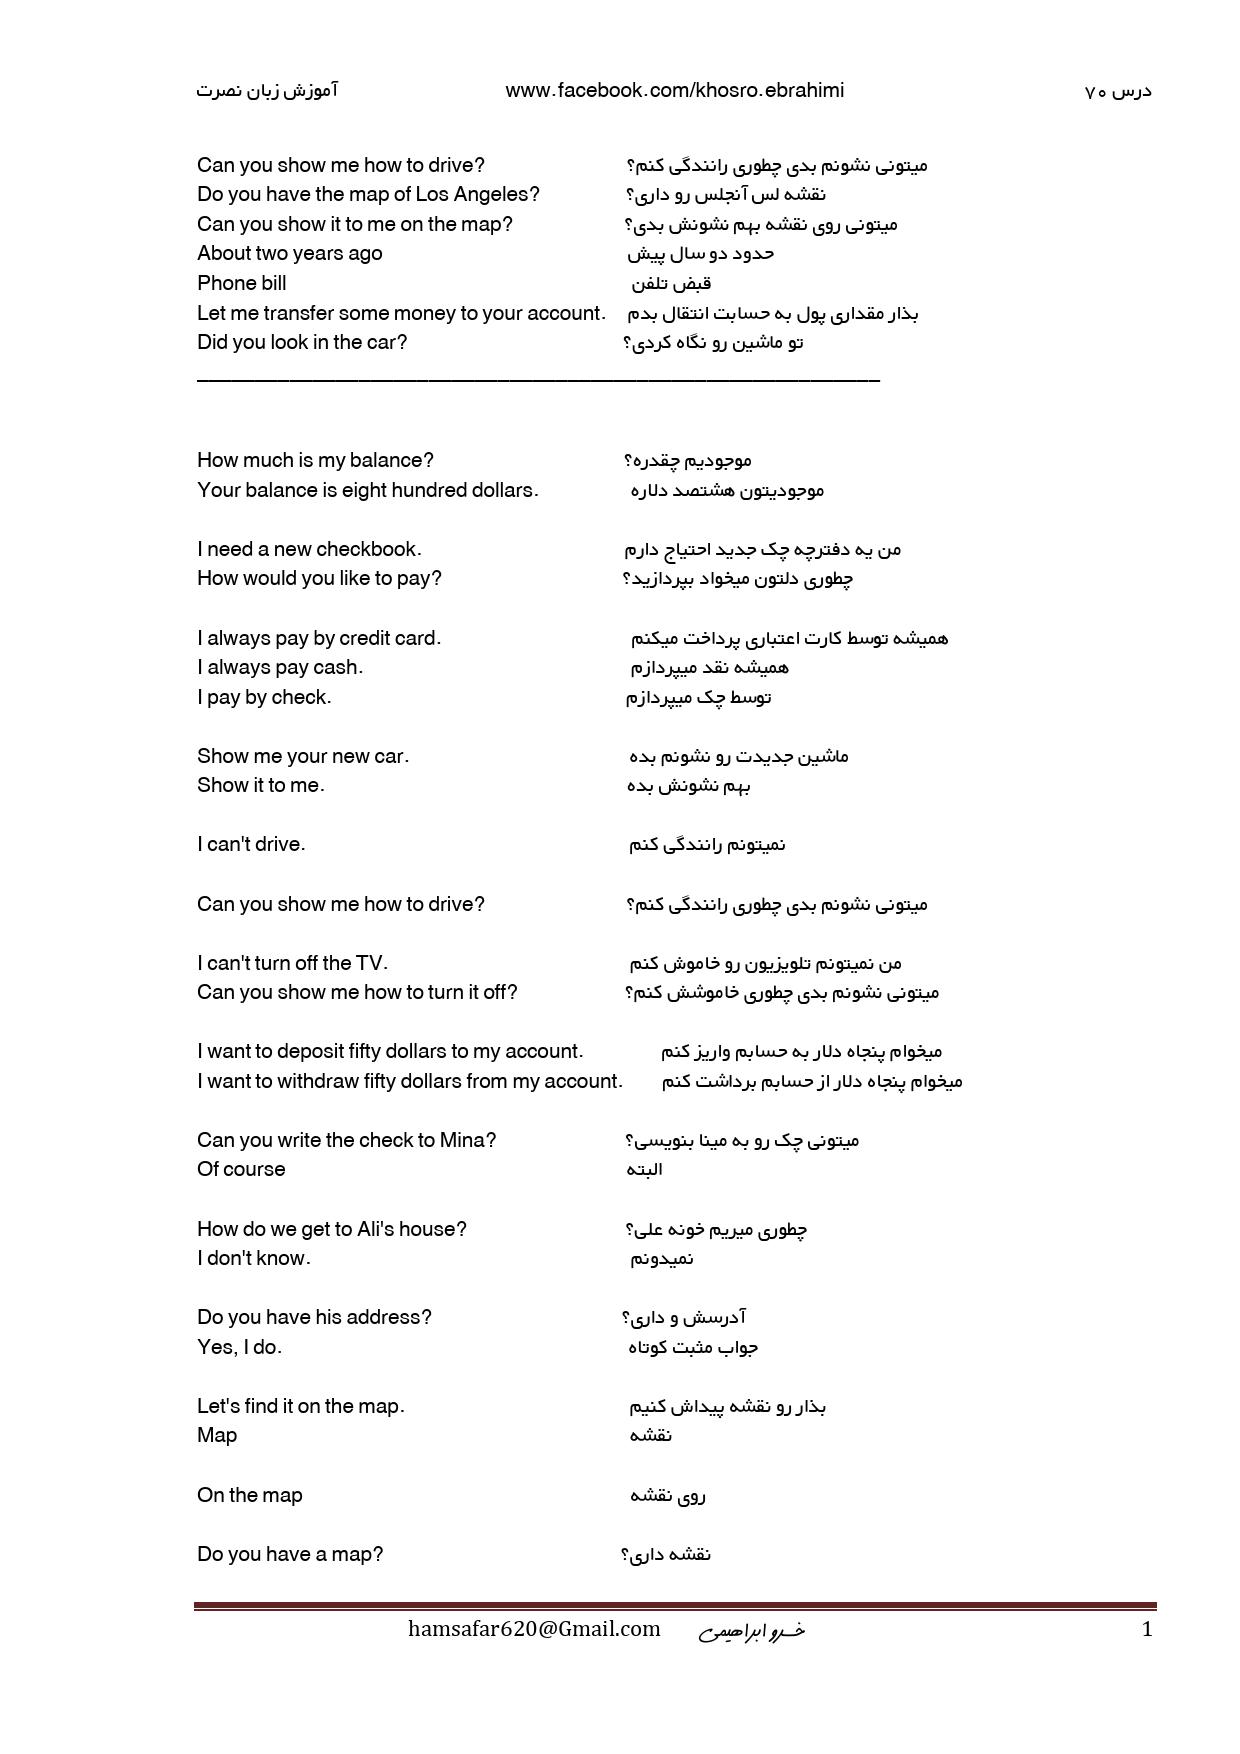 آموزش زبان نصرت www.facebook.com/khosro.ebrahimi درس ۷۰
Can you show me how to drive? میتونی نشونم بدی چطوری رانندگی کنم؟
Do you have the map of Los Angeles? نقشه لس آنجلس رو داری؟
Can you show it to me on the map? میتونی روی نقشه بهم نشونش بدی؟
About two years ago حدود دو سال پیش
Phone bill قبض تلفن
Let me transfer some money to your account. بذار مقداری پول به حسابت انتقال بدم
Did you look in the car? تو ماشین رو نگاه کردی؟
How much is my balance? موجودیم چقدره؟
Your balance is eight hundred dollars. موجودیتون هشتصد دلاره
I need a new checkbook. من یه دفترچه چک جدید احتیاج دارم
How would you like to pay? چطوری دلتون میخواد بپردازید؟
I always pay by credit card. همیشه توسط کارت اعتباری پرداخت میکنم
I always pay cash. همیشه نقد میپردازم
I pay by check. توسط چک میپردازم
Show me your new car. ماشین جدیدت رو نشونم بده
Show it to me. بهم نشونش بده
I can't drive. نمیتونم رانندگی کنم
Can you show me how to drive? میتونی نشونم بدی چطوری رانندگی کنم؟
I can't turn off the TV. من نمیتونم تلویزیون رو خاموش کنم
Can you show me how to turn it off? میتونی نشونم بدی چطوری خاموشش کنم؟
I want to deposit fifty dollars to my account. میخوام پنجاه دلار به حسابم واریز کنم
I want to withdraw fifty dollars from my account. میخوام پنجاه دلار از حسابم برداشت کنم
Can you write the check to Mina? میتونی چک رو به مینا بنویسی؟
Of course البته
How do we get to Ali's house? چطوری میریم خونه علی؟
I don't know. نمیدونم
Do you have his address? آدرسش و داری؟
Yes, I do. جواب مثبت کوتاه
Let's find it on the map. بذار رو نقشه پیداش کنیم
Map نقشه
On the map روی نقشه
Do you have a map? نقشه داری؟
hamsafar620@Gmail.com خسرو ابراهیمی 1